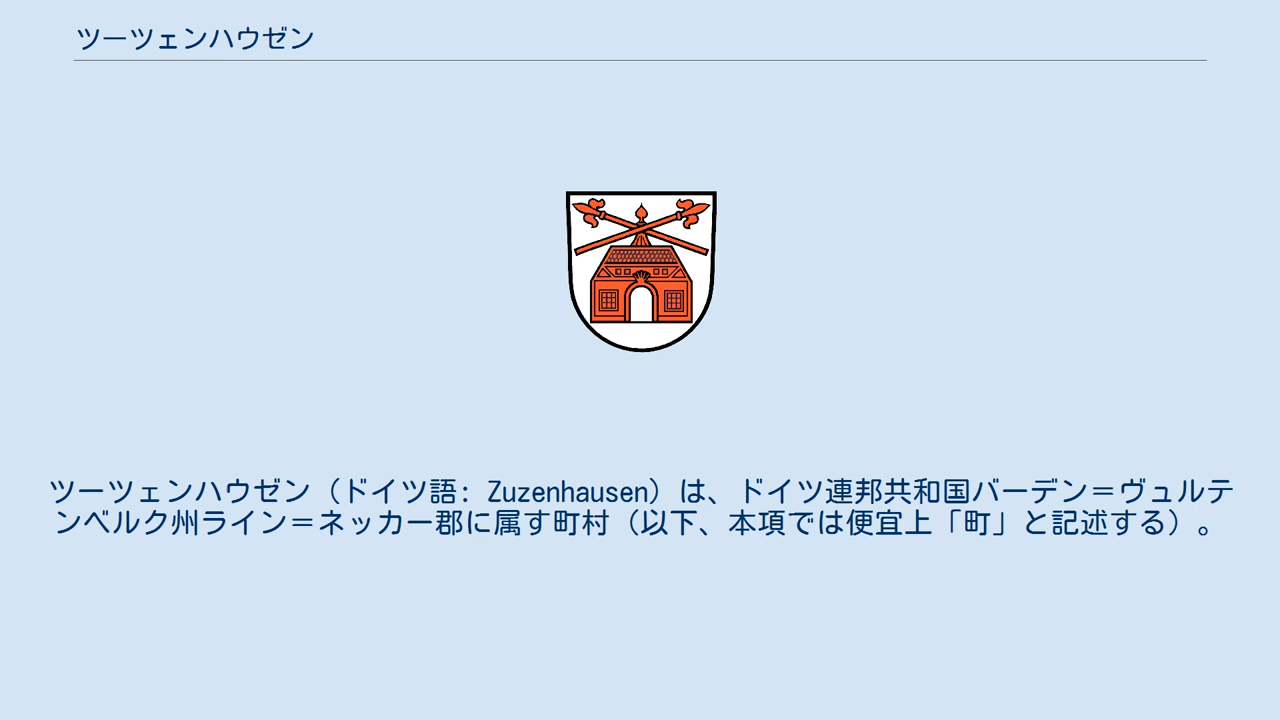 ツーツェンハウゼン
ツーツェンハウゼン（ドイツ語: Zuzenhausen）は、ドイツ連邦共和国バーデン＝ヴュルテ
ンベルク州ライン＝ネッカー郡に属す町村（以下、本項では便宜上「町」と記述する）。